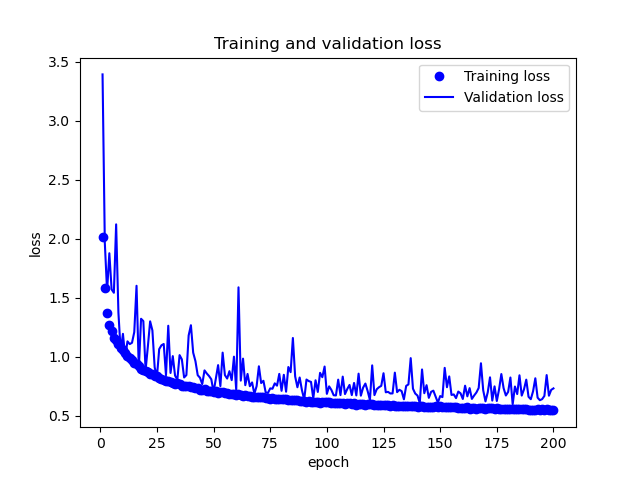 Training and validation loss
Training loss
Validation loss
3.5
3.0
2.5
2.0
1.5
1.0
0.5
loss
0 25 50 75 100 125 150 175 200
epoch